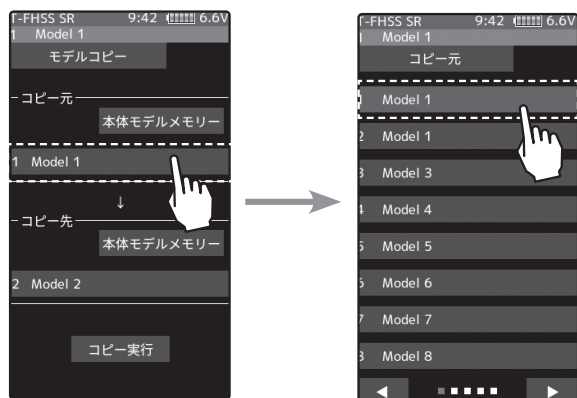 T-FHSS SR 9:42 6.6V
1 Model 1
モデルコピー
コピー元
本体モデルメモリー
1 Model 1
↓
コピー先
本体モデルメモリー
2 Model 2
コピー実行
T-FHSS SR 9:42 6.6V
1 Model 1
コピー元
Model 1
2 Model 1
3 Model 3
4 Model 4
5 Model 5
6 Model 6
7 Model 7
8 Model 8